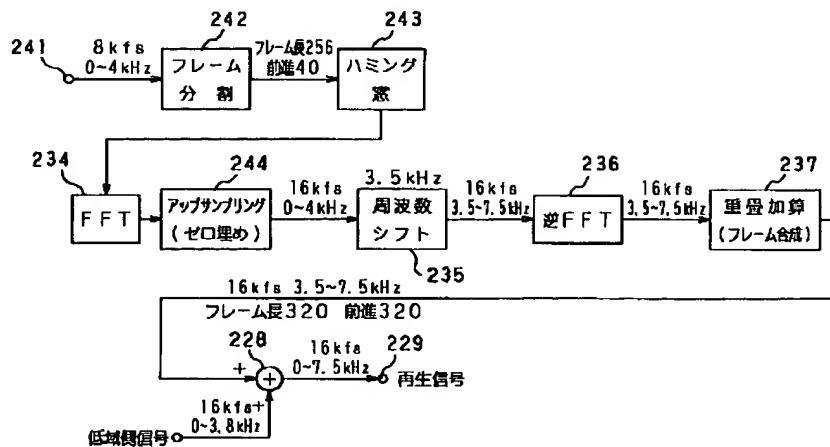 242
243
241
8kfs
0~4kHz
フレーム
分割
フレーム長256
前進40
ハミング
窓
234
244
236
237
FFT
アップサンプリング
(ゼロ埋め)
16kfs
0~4kHz
3.5kHz
周波数
シフト
235
16kfs
3.5~7.5kHz
逆FFT
16kfs
3.5~7.5kHz
重畳加算
(フレーム合成)
16kfs 3.5~7.5kHz
フレーム長320 前進320
228
229
+
+
16kfs
0~7.5kHz
再生信号
16kfs+
0~3.8kHz
低域側信号